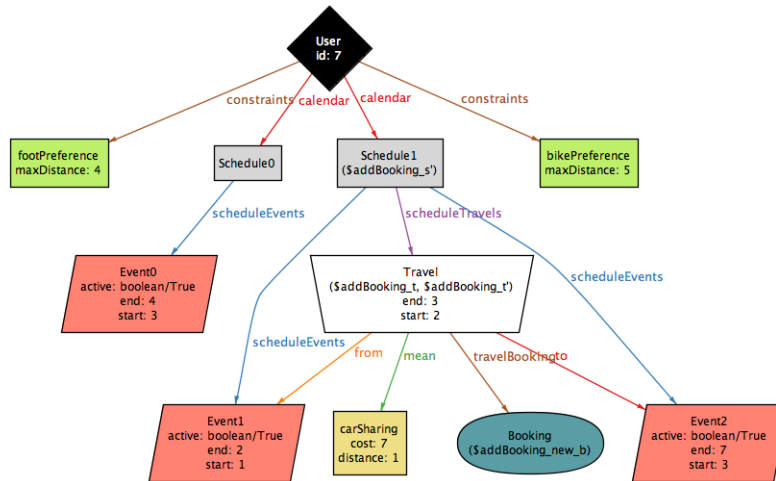 User
id: 7
constraints
calendar
calendar
constraints
footPreference
maxDistance: 4
Schedule0
Schedule1
($addBooking_s')
bikePreference
maxDistance: 5
scheduleEvents
scheduleTravels
scheduleEvents
Event0
active: boolean/True
end: 4
start: 3
Travel
($addBooking_t, $addBooking_t')
end: 3
start: 2
scheduleEvents
from
mean
travelBooking
to
Event1
active: boolean/True
end: 2
start: 1
carSharing
cost: 7
distance: 1
Booking
($addBooking_new_b)
Event2
active: boolean/True
end: 7
start: 3